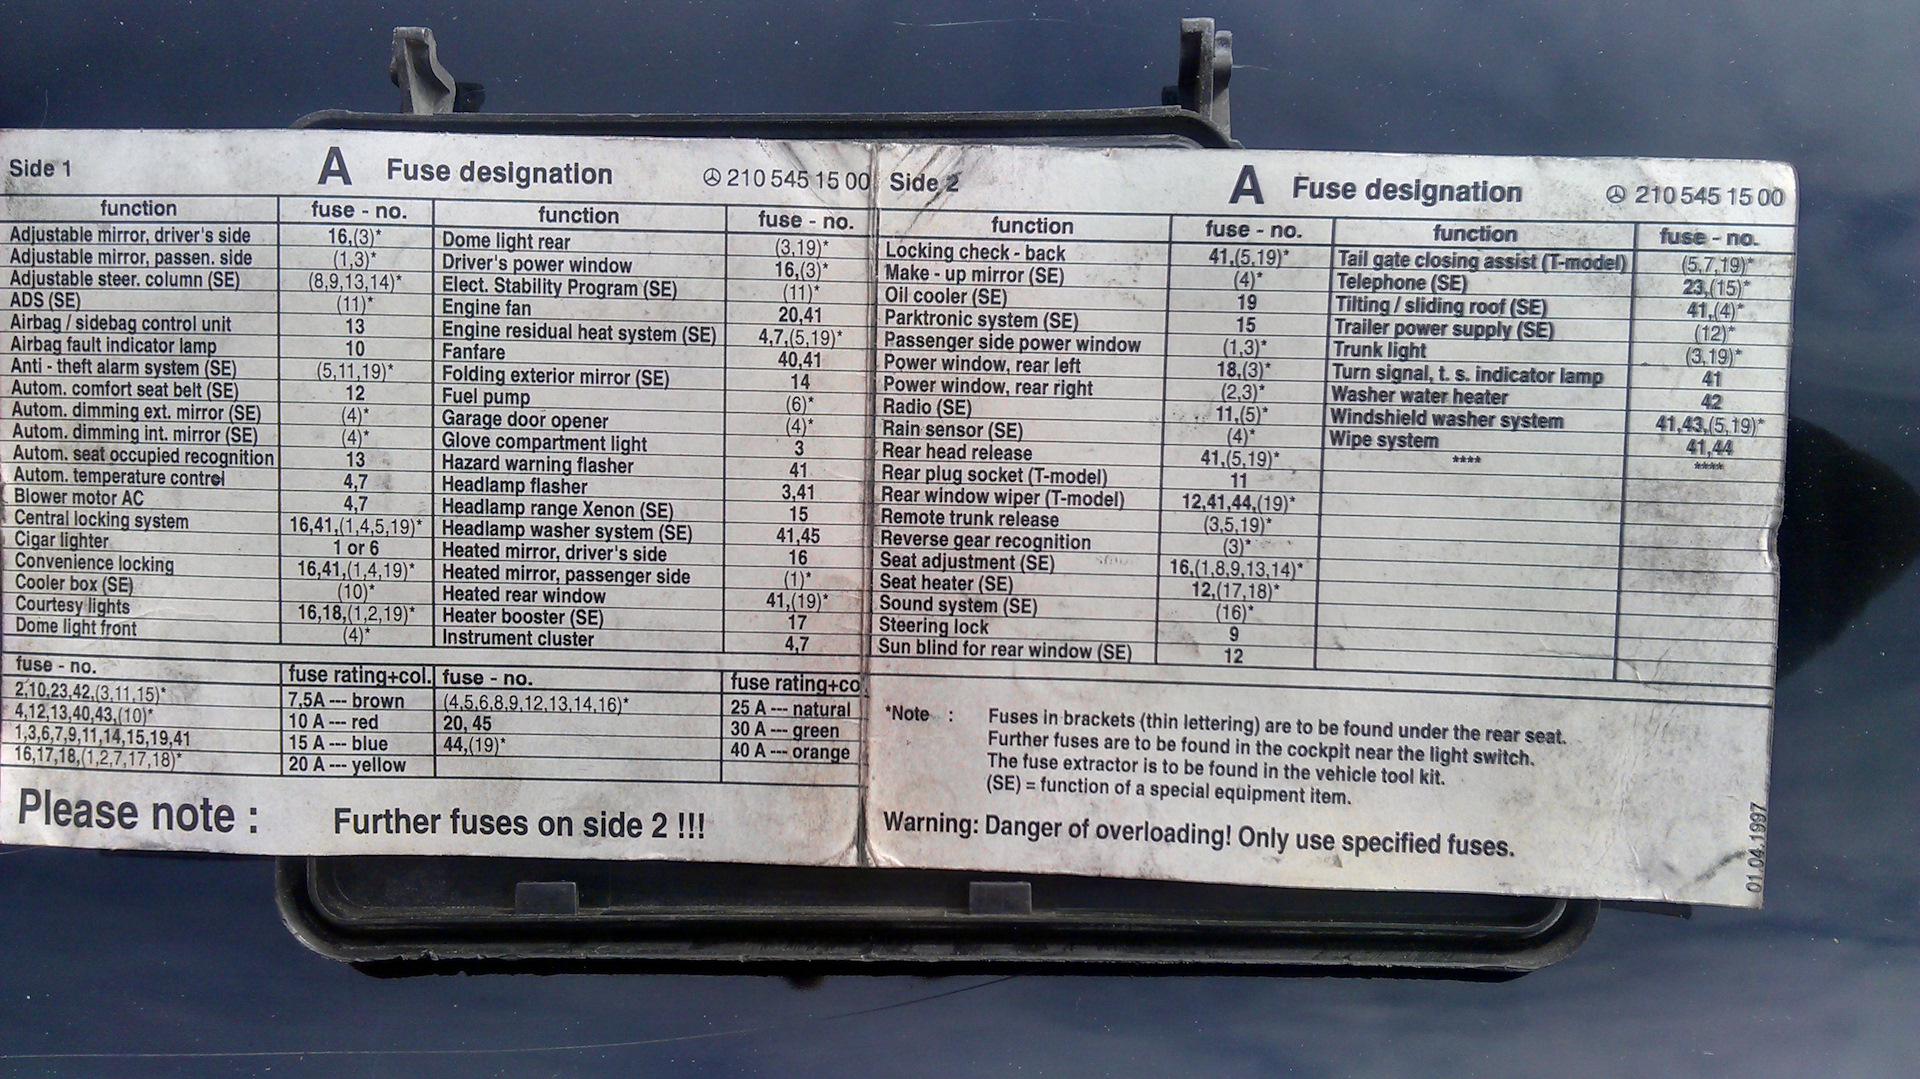 Side 1 A Fuse designation 210 545 15 00
function fuse - no. function fuse - no.
Adjustable mirror, driver's side 16,(3)* Dome light rear (3,19)*
Adjustable mirror, passen. side (1,3)* Driver's power window 16,(3)*
Adjustable steer. column (SE) (8,9,13,14)* Elect. Stability Program (SE) (11)*
ADS (SE) (11)* Engine fan 20,41
Airbag / sidebag control unit 13 Engine residual heat system (SE) 4,7,(5,19)*
Airbag fault indicator lamp 10 Fanfare 40,41
Anti - theft alarm system (SE) (5,11,19)* Folding exterior mirror (SE) 14
Autom. comfort seat belt (SE) 12 Fuel pump (6)*
Autom. dimming ext. mirror (SE) (4)* Garage door opener (4)*
Autom. dimming int. mirror (SE) (4)* Glove compartment light 3
Autom. seat occupied recognition 13 Hazard warning flasher 41
Autom. temperature control 4,7 Headlamp flasher 3,41
Blower motor AC 4,7 Headlamp range Xenon (SE) 15
Central locking system 16,41,(1,4,5,19)* Headlamp washer system (SE) 41,45
Cigar lighter 1 or 6 Heated mirror, driver's side 16
Convenience locking 16,41,(1,4,19)* Heated mirror, passenger side (1)*
Cooler box (SE) (10)* Heated rear window 41,(19)*
Courtesy lights 16,18,(1,2,19)* Heater booster (SE) 17
Dome light front (4)* Instrument cluster 4,7
fuse - no. fuse rating+col. fuse - no. fuse rating+co
2,10,23,42,(3,11,15)* 7,5A --- brown (4,5,6,8,9,12,13,14,16)* 25 A --- natural
4,12,13,40,43,(10)* 10 A --- red 20, 45 30 A --- green
1,3,6,7,9,11,14,15,19,41 15 A --- blue 44,(19)* 40 A --- orange
16,17,18,(1,2,7,17,18)* 20 A --- yellow
Please note : Further fuses on side 2 !!!
Side 2 A Fuse designation 210 545 15 00
function fuse - no. function fuse - no.
Locking check - back 41,(5,19)* Tail gate closing assist (T-model) (5,7,19)*
Make - up mirror (SE) (4)* Telephone (SE) 23,(15)*
Oil cooler (SE) 19 Tilting / sliding roof (SE) 41,(4)*
Parktronic system (SE) 15 Trailer power supply (SE) (12)*
Passenger side power window (1,3)* Trunk light (3,19)*
Power window, rear left 18,(3)* Turn signal, t. s. indicator lamp 41
Power window, rear right (2,3)* Washer water heater 42
Radio (SE) 11,(5)* Windshield washer system 41,43,(5,19)*
Rain sensor (SE) (4)* Wipe system 41,44
Rear head release 41,(5,19)* **** ****
Rear plug socket (T-model) 11
Rear window wiper (T-model) 12,41,44,(19)*
Remote trunk release (3,5,19)*
Reverse gear recognition (3)*
Seat adjustment (SE) 16,(1,8,9,13,14)*
Seat heater (SE) 12,(17,18)*
Sound system (SE) (16)*
Steering lock 9
Sun blind for rear window (SE) 12
*Note : Fuses in brackets (thin lettering) are to be found under the rear seat.
Further fuses are to be found in the cockpit near the light switch.
The fuse extractor is to be found in the vehicle tool kit.
(SE) = function of a special equipment item.
Warning: Danger of overloading! Only use specified fuses.
01.04.1997